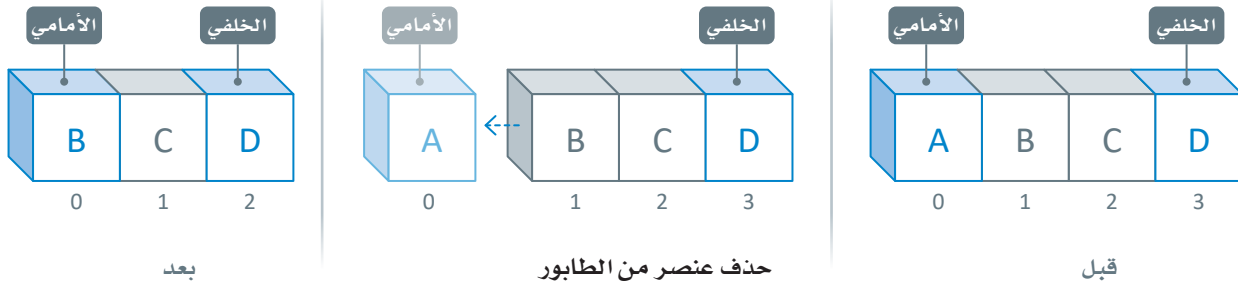 الخلفي
الأمامي
A B C D
0 1 2 3
قبل
الخلفي
الأمامي
A B C D
0 1 2 3
حذف عنصر من الطابور
الخلفي
الأمامي
B C D
0 1 2
بعد